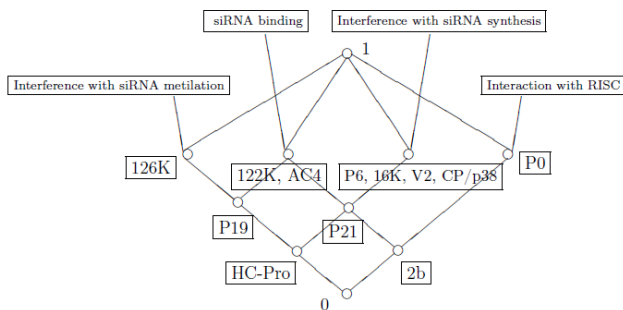 siRNA binding
Interference with siRNA synthesis
1
Interference with siRNA metilation
Interaction with RISC
126K
122K, AC4
P6, 16K, V2, CP/p38
P0
P19
P21
HC-Pro
2b
0